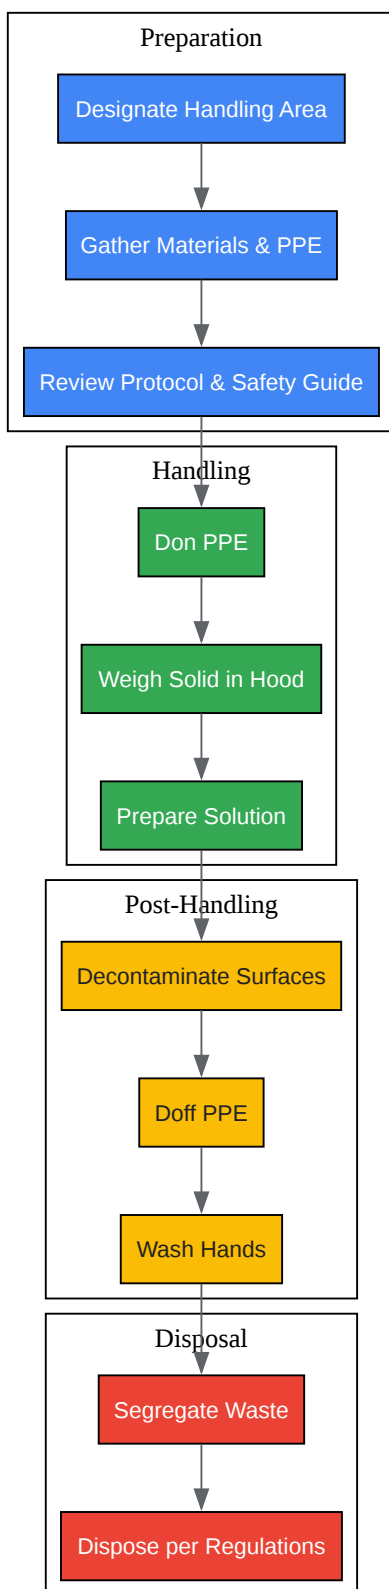 Preparation
Designate Handling Area
Gather Materials & PPE
Review Protocol & Safety Guide
Handling
Don PPE
Weigh Solid in Hood
Prepare Solution
Post-Handling
Decontaminate Surfaces
Doff PPE
Wash Hands
Disposal
Segregate Waste
Dispose per Regulations